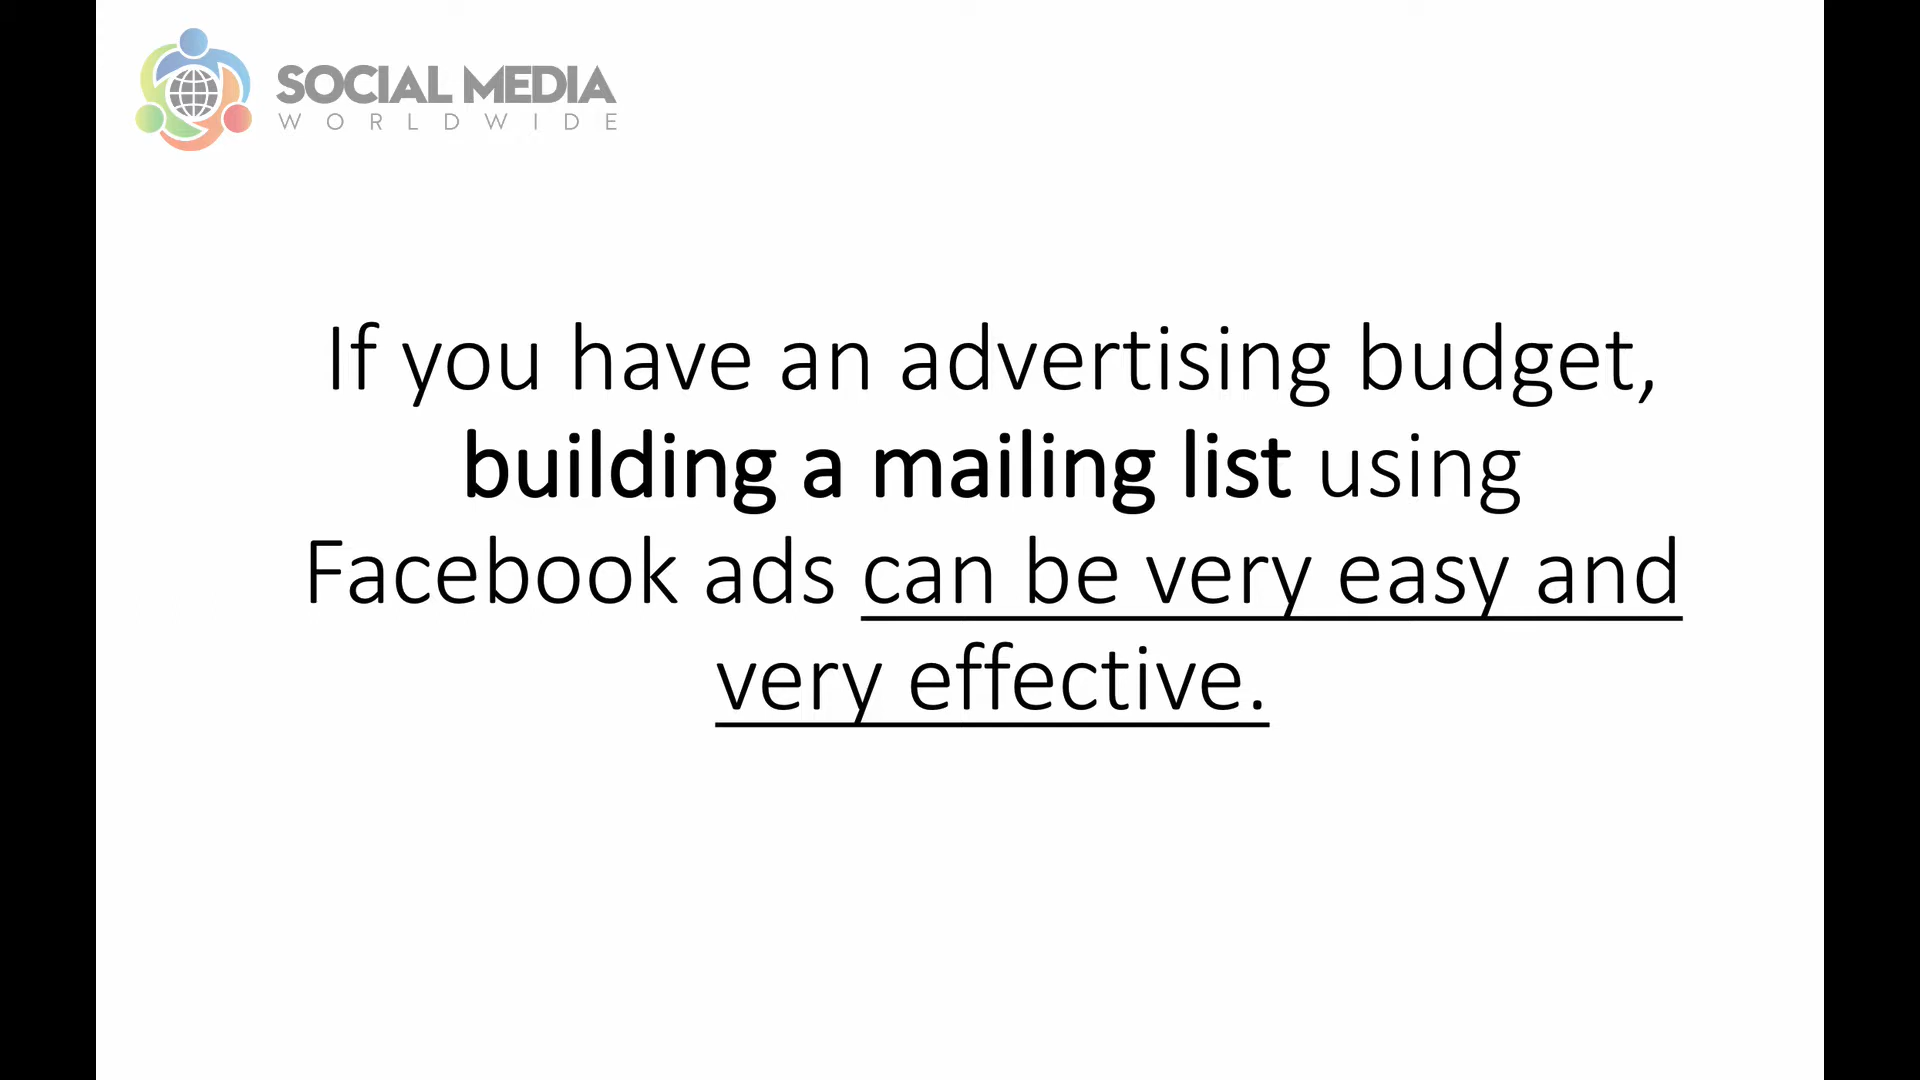 SOCIAL MEDIA
WORLDWIDE
If you have an advertising budget,
building a mailing list using
Facebook ads can be very easy and
very effective.